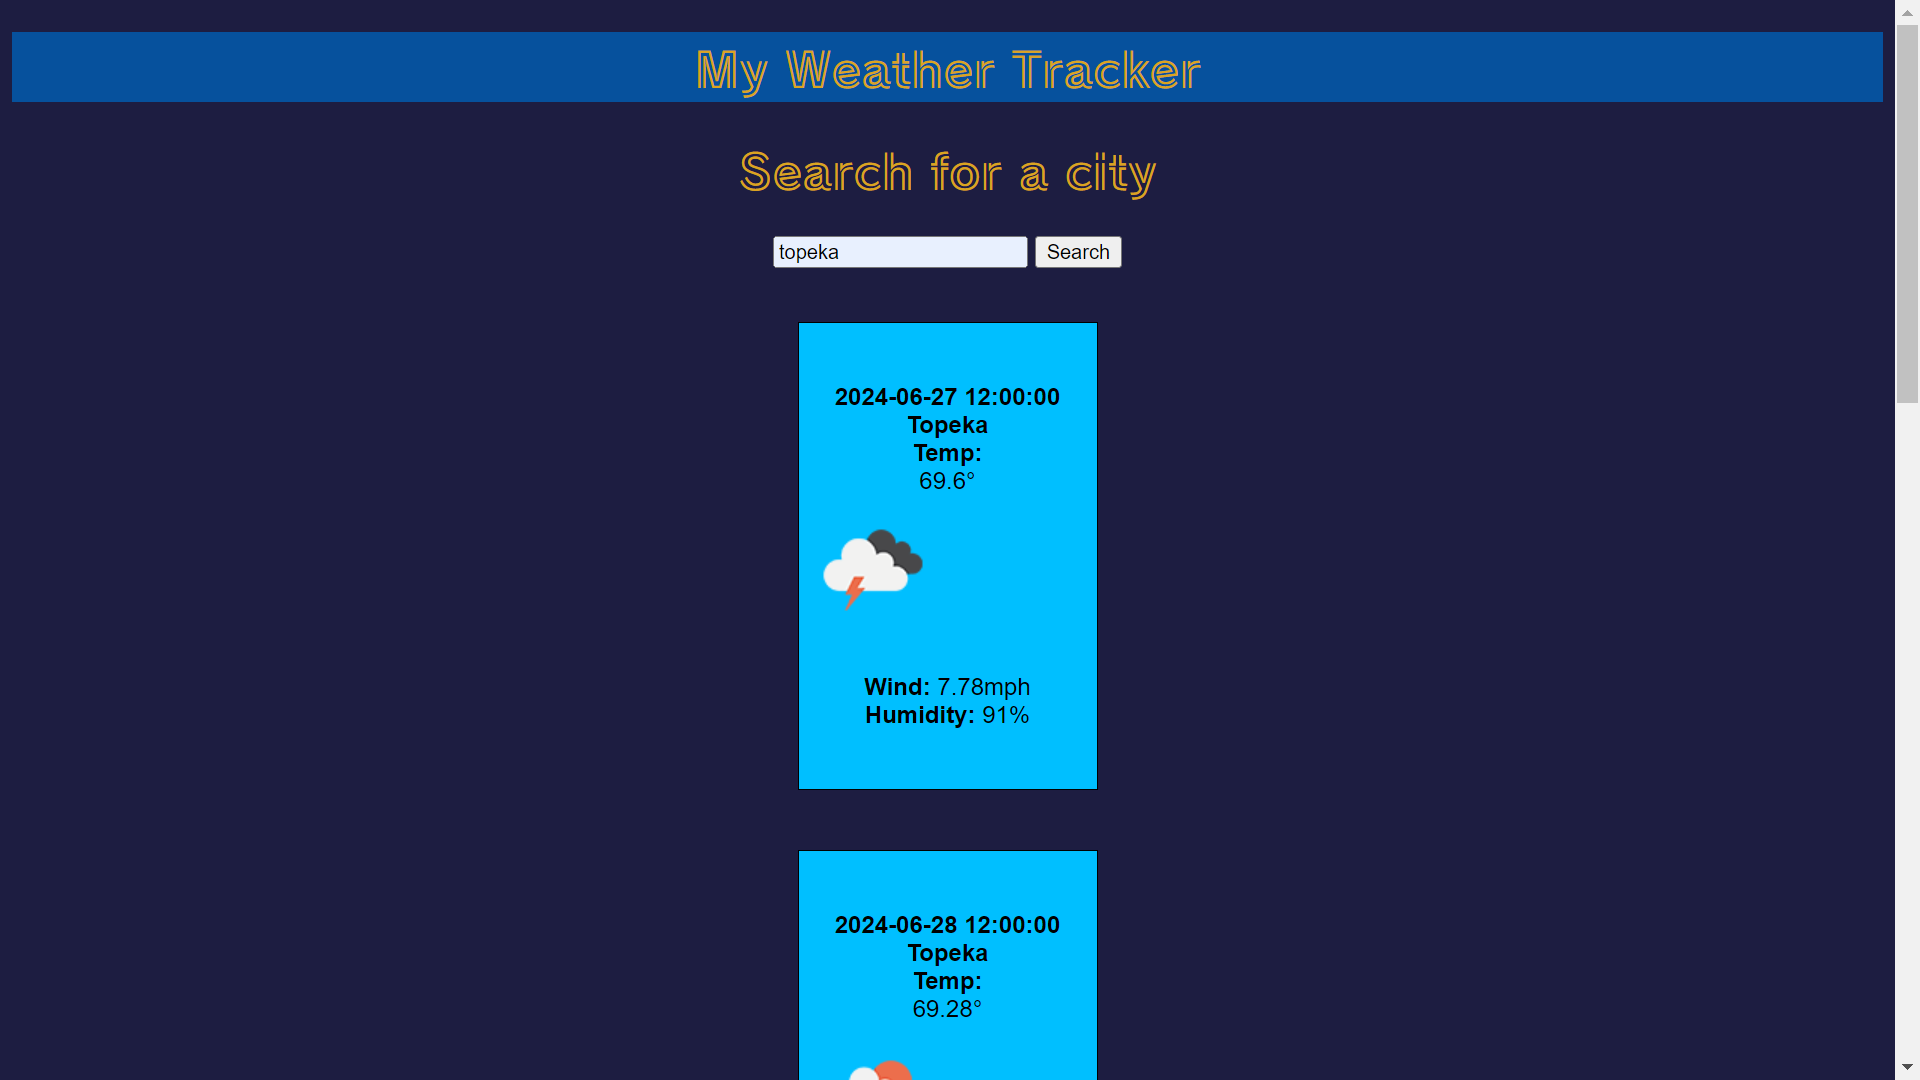 My Weather Tracker
Search for a city
topeka
Search
2024-06-27 12:00:00
Topeka
Temp:
69.6°
Wind: 7.78mph
Humidity: 91%
2024-06-28 12:00:00
Topeka
Temp:
69.28°